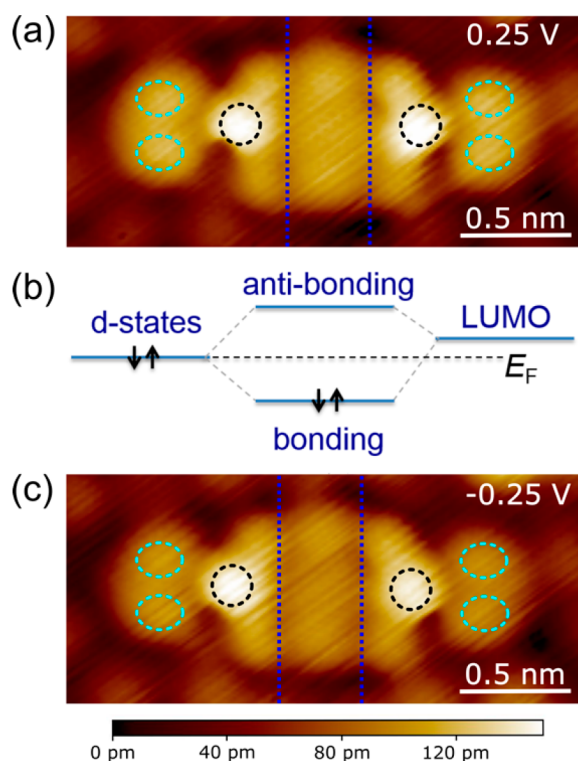 (a)
0.25 V
0.5 nm
(b)
anti-bonding
d-states
LUMO
E_F
bonding
(c)
-0.25 V
0.5 nm
0 pm 40 pm 80 pm 120 pm